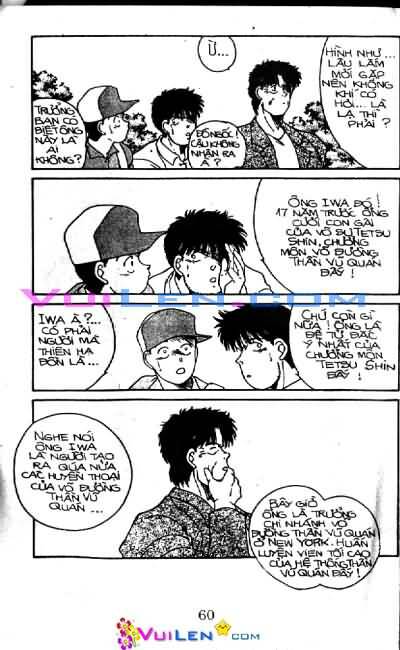 HÌNH NHƯ...
LÂU LẮM
MỚI GẶP
NÊN KHÔNG
KHÍ CÓ
HƠI... LÀ
LẠ THÌ
PHẢI ?
Ừ...
TRƯỞNG
BAN CÓ
BIẾT ÔNG
NÀY LÀ
AI
KHÔNG ?
ĐỒ NGỐC
CẬU KHÔNG
NHẬN RA
À ?
ÔNG IWA ĐÓ !
17 NĂM TRƯỚC ÔNG
CƯỚI CON GÁI
CỦA VÕ SƯ TETSU
SHIN, CHƯỞNG
MÔN VÕ ĐƯỜNG
THẦN VŨ QUÁN
ĐẤY !
VUILEN.COM
IWA À ?...
CÓ PHẢI
NGƯỜI MÀ
THIÊN HẠ
ĐỒN LÀ...
CHỨ CÒN GÌ
NỮA ! ÔNG LÀ
ĐỆ TỬ ĐẮC
Ý NHẤT CỦA
CHƯỞNG MÔN
TETSU SHIN
ĐẤY !
NGHE NÓI
ÔNG IWA
LÀ NGƯỜI TẠO
RA QÚA NỬA
CÁC HUYỀN THOẠI
CỦA VÕ ĐƯỜNG
THẦN VŨ
QUÁN ...
BÂY GIỜ
ÔNG LÀ TRƯỞNG
CHI NHÁNH VÕ
ĐƯỜNG THẦN VŨ QUÁN
Ở NEW YORK. HUẤN
LUYỆN VIÊN TỐI CAO
CỦA HỆ THỐNG THẦN
VŨ QUÁN ĐẤY !
60
VUILEN.COM